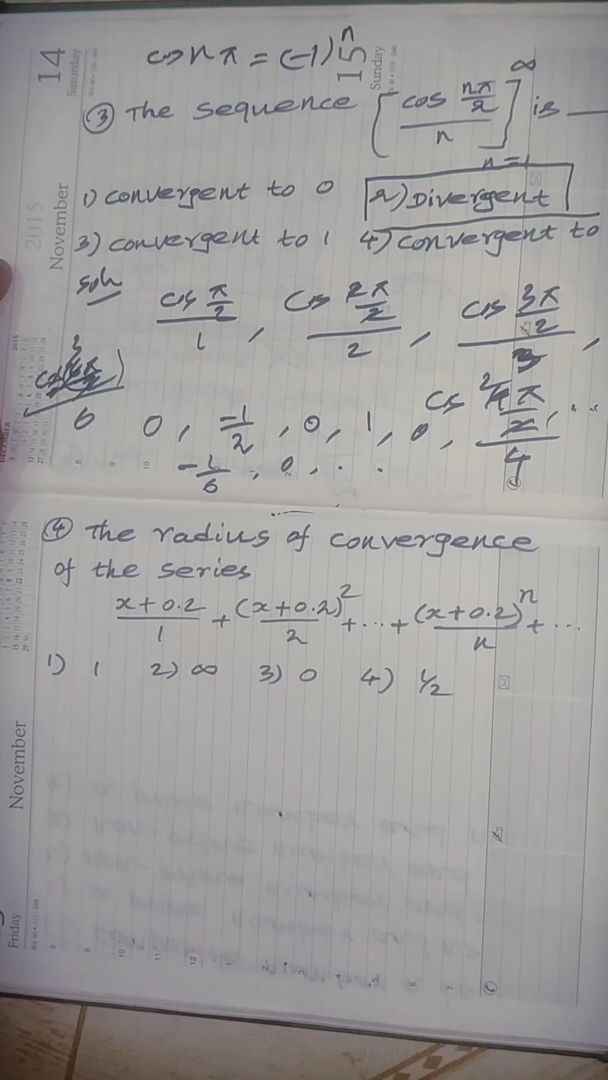 14
Saturday
cos nπ = (-1)^n
15
Sunday
③ The sequence [cos nπ/2 / n]^∞ n=1 is ___
1) convergent to 0 2) Divergent
3) convergent to 1 4) convergent to
2015
November
soln cos π/2 / 1 , cos 2π/2 / 2 , cos 3π/2 / 3 ,
6
0 , -1/2 , 0 , 1 , 0 , cos 4π/2 / 4 , ..
-1/6 , 0 , . .
④ The radius of convergence
of the series
x+0.2 / 1 + (x+0.2)^2 / 2 + ... + (x+0.2)^n / n + ...
1) 1 2) ∞ 3) 0 4) 1/2
November
Friday